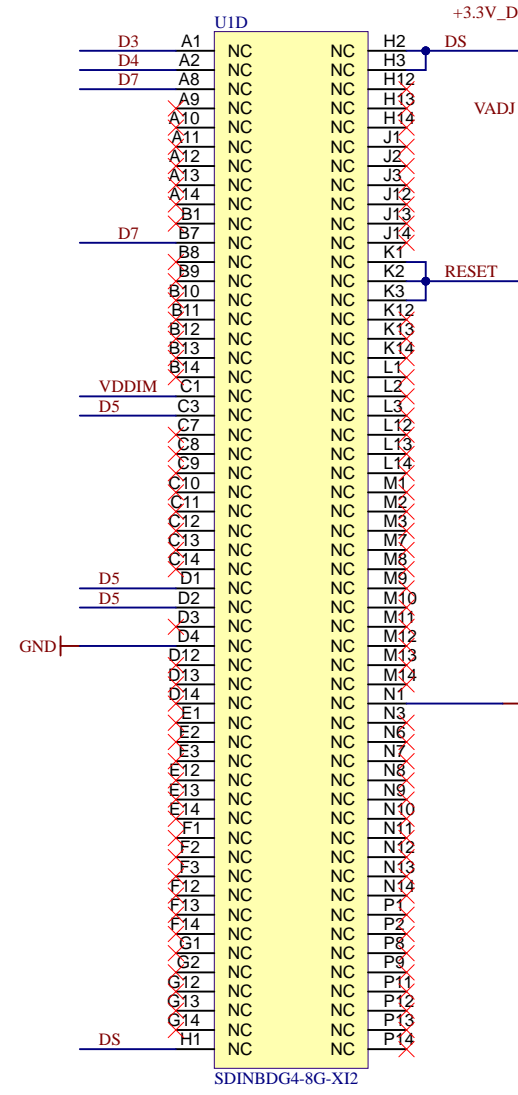 +3.3V_D
U1D
D3 A1 NC NC H2 DS
D4 A2 NC NC H3
D7 A8 NC NC H12
A9 NC NC H13
A10 NC NC H14 VADJ
A11 NC NC J1
A12 NC NC J2
A13 NC NC J3
A14 NC NC J12
B1 NC NC J13
D7 B7 NC NC J14
B8 NC NC K1
B9 NC NC K2 RESET
B10 NC NC K3
B11 NC NC K12
B12 NC NC K13
B13 NC NC K14
B14 NC NC L1
VDDIM C1 NC NC L2
D5 C3 NC NC L3
C7 NC NC L12
C8 NC NC L13
C9 NC NC L14
C10 NC NC M1
C11 NC NC M2
C12 NC NC M3
C13 NC NC M7
C14 NC NC M8
D5 D1 NC NC M9
D5 D2 NC NC M10
D3 NC NC M11
GND D4 NC NC M12
D12 NC NC M13
D13 NC NC M14
D14 NC NC N1
E1 NC NC N3
E2 NC NC N6
E3 NC NC N7
E12 NC NC N8
E13 NC NC N9
E14 NC NC N10
F1 NC NC N11
F2 NC NC N12
F3 NC NC N13
F12 NC NC N14
F13 NC NC P1
F14 NC NC P2
G1 NC NC P8
G2 NC NC P9
G12 NC NC P11
G13 NC NC P12
G14 NC NC P13
DS H1 NC NC P14
SDINBDG4-8G-XI2